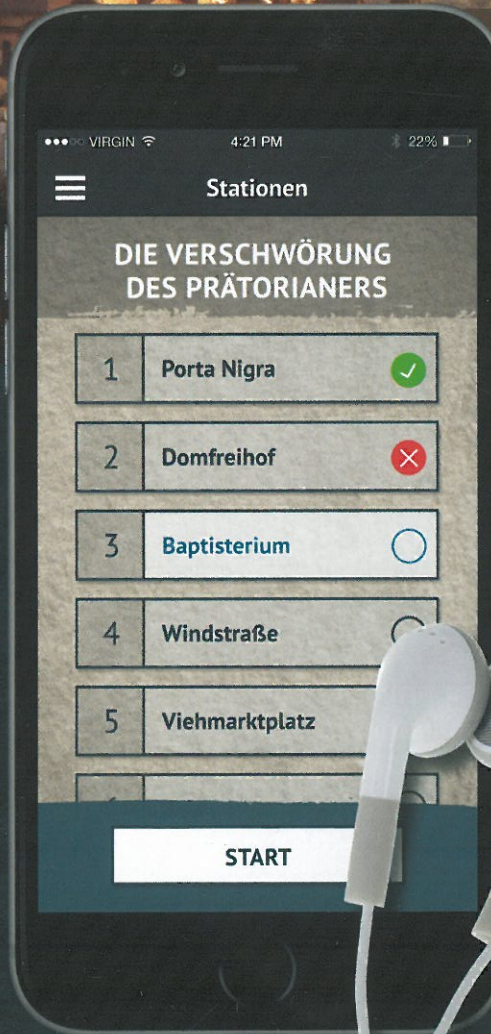 VIRGIN 4:21 PM 22%
Stationen
DIE VERSCHWÖRUNG
DES PRÄTORIANERS
1 Porta Nigra
2 Domfreihof
3 Baptisterium
4 Windstraße
5 Viehmarktplatz
START